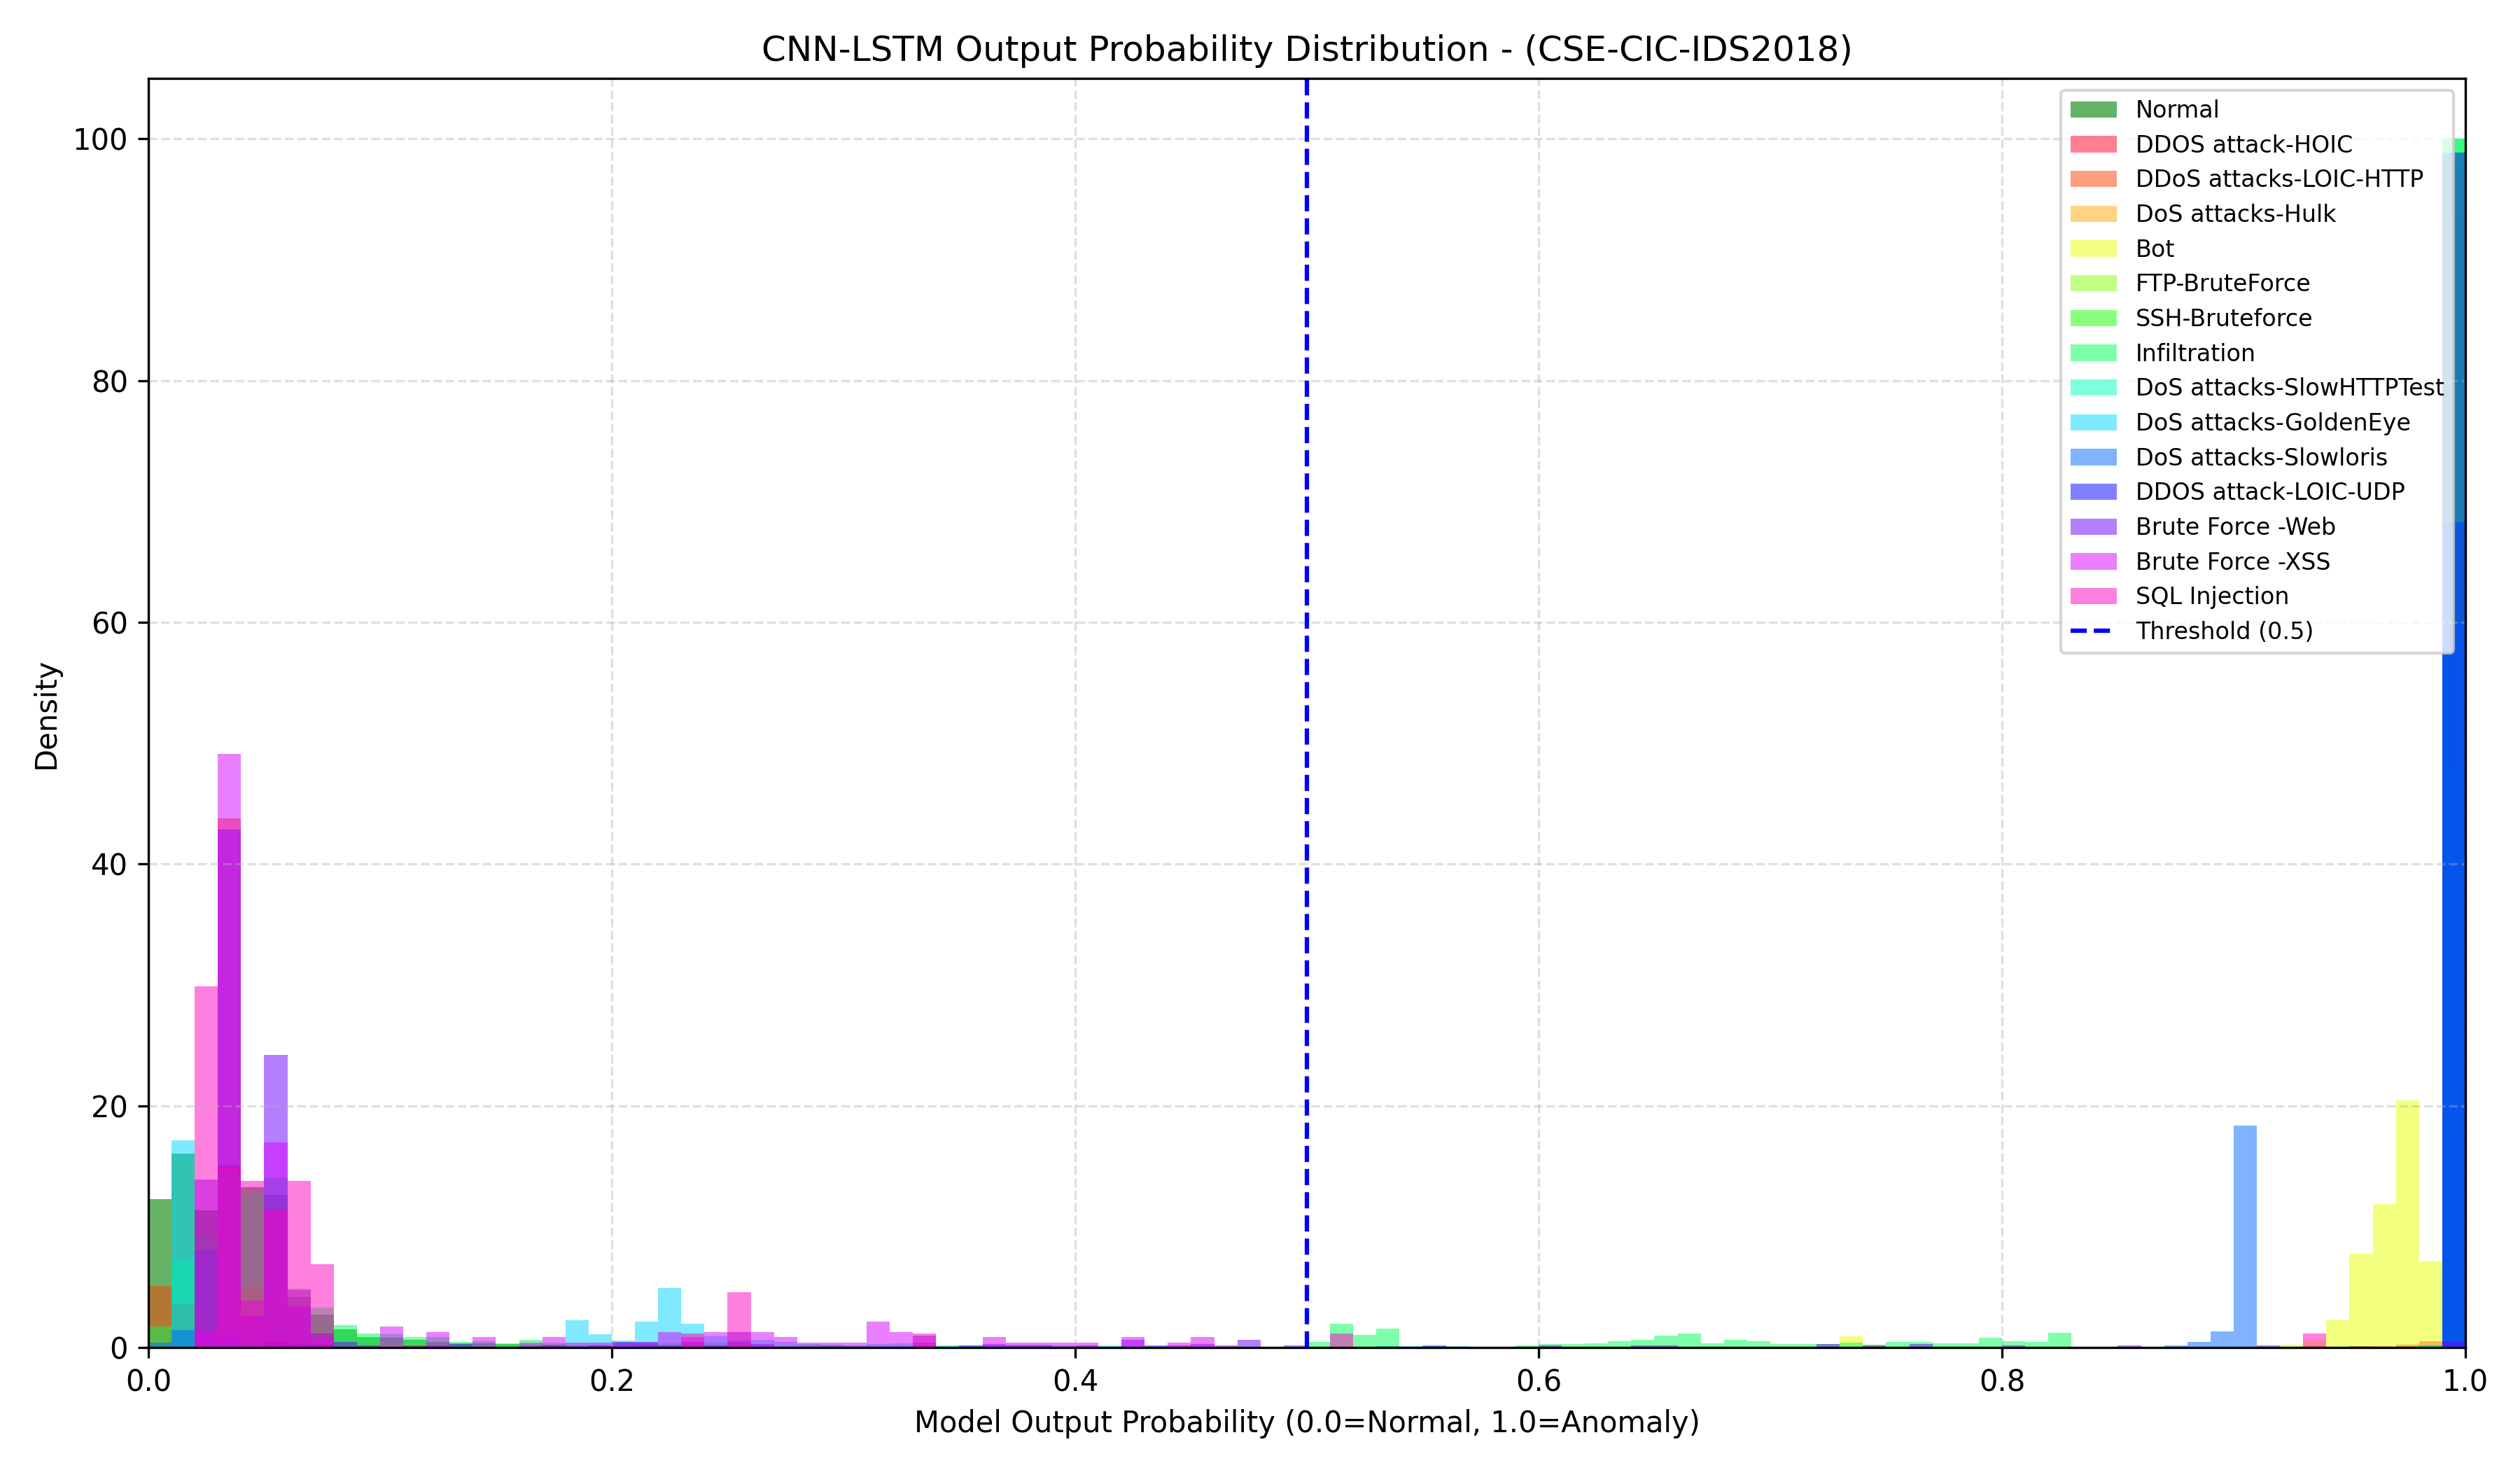 CNN-LSTM Output Probability Distribution - (CSE-CIC-IDS2018)
Density
100
80
60
40
20
0
0.0
0.2
0.4
0.6
0.8
1.0
Model Output Probability (0.0=Normal, 1.0=Anomaly)
Normal
DDOS attack-HOIC
DDoS attacks-LOIC-HTTP
DoS attacks-Hulk
Bot
FTP-BruteForce
SSH-Bruteforce
Infiltration
DoS attacks-SlowHTTPTest
DoS attacks-GoldenEye
DoS attacks-Slowloris
DDOS attack-LOIC-UDP
Brute Force -Web
Brute Force -XSS
SQL Injection
Threshold (0.5)